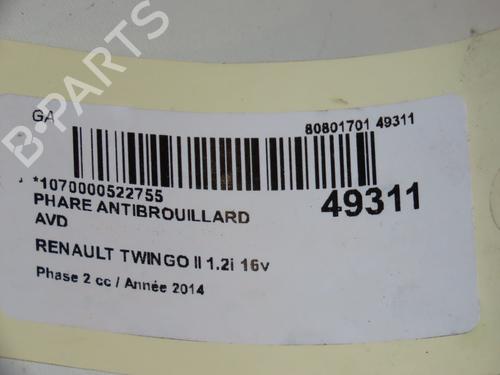 GA
80801701 49311
*1070000522755
PHARE ANTIBROUILLARD
AVD
49311
RENAULT TWINGO II 1.2i 16v
Phase 2 cc / Année 2014
B-PARTS